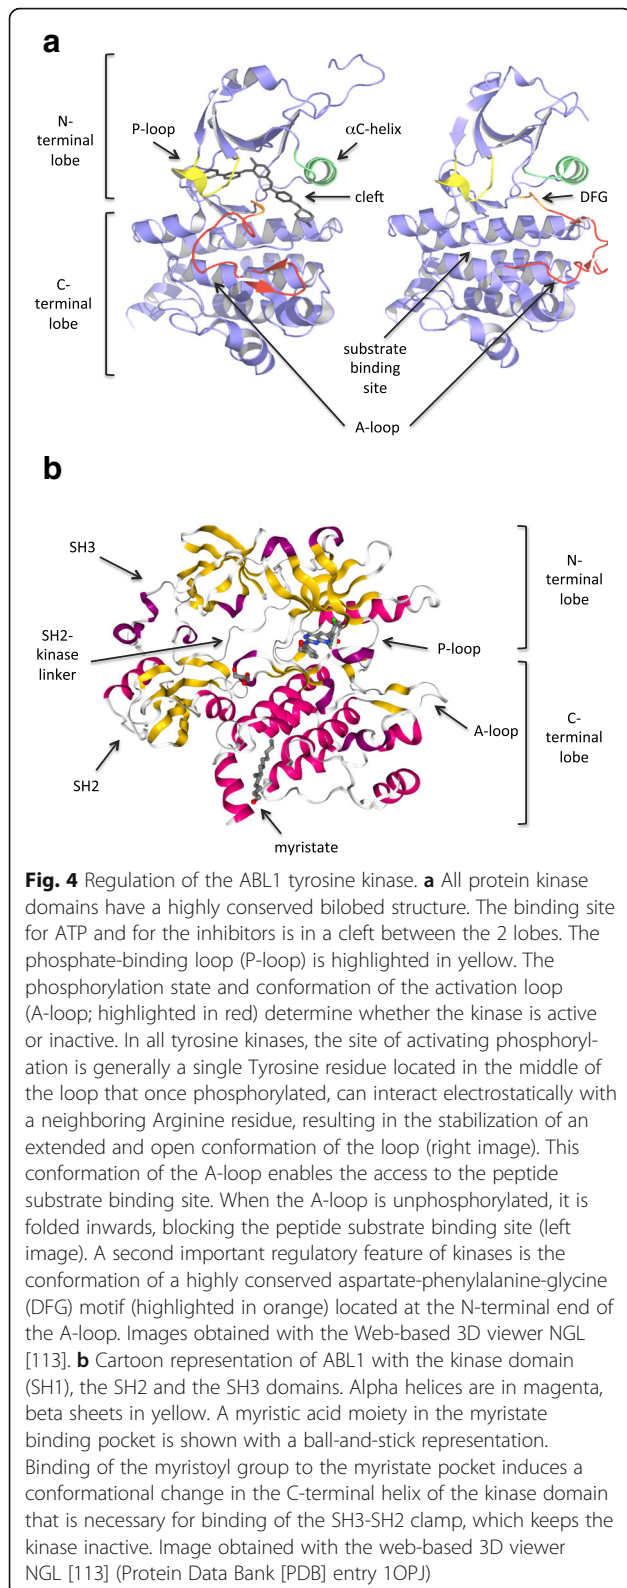 a
N-
terminal
lobe
P-loop
αC-helix
cleft
DFG
C-
terminal
lobe
substrate
binding
site
A-loop
b
SH3
N-
terminal
lobe
SH2-
kinase
linker
P-loop
A-loop
C-
terminal
lobe
SH2
myristate
Fig. 4 Regulation of the ABL1 tyrosine kinase. a All protein kinase
domains have a highly conserved bilobed structure. The binding site
for ATP and for the inhibitors is in a cleft between the 2 lobes. The
phosphate-binding loop (P-loop) is highlighted in yellow. The
phosphorylation state and conformation of the activation loop
(A-loop; highlighted in red) determine whether the kinase is active
or inactive. In all tyrosine kinases, the site of activating phosphoryl-
ation is generally a single Tyrosine residue located in the middle of
the loop that once phosphorylated, can interact electrostatically with
a neighboring Arginine residue, resulting in the stabilization of an
extended and open conformation of the loop (right image). This
conformation of the A-loop enables the access to the peptide
substrate binding site. When the A-loop is unphosphorylated, it is
folded inwards, blocking the peptide substrate binding site (left
image). A second important regulatory feature of kinases is the
conformation of a highly conserved aspartate-phenylalanine-glycine
(DFG) motif (highlighted in orange) located at the N-terminal end of
the A-loop. Images obtained with the Web-based 3D viewer NGL
[113]. b Cartoon representation of ABL1 with the kinase domain
(SH1), the SH2 and the SH3 domains. Alpha helices are in magenta,
beta sheets in yellow. A myristic acid moiety in the myristate
binding pocket is shown with a ball-and-stick representation.
Binding of the myristoyl group to the myristate pocket induces a
conformational change in the C-terminal helix of the kinase domain
that is necessary for binding of the SH3-SH2 clamp, which keeps the
kinase inactive. Image obtained with the web-based 3D viewer
NGL [113] (Protein Data Bank [PDB] entry 1OPJ)